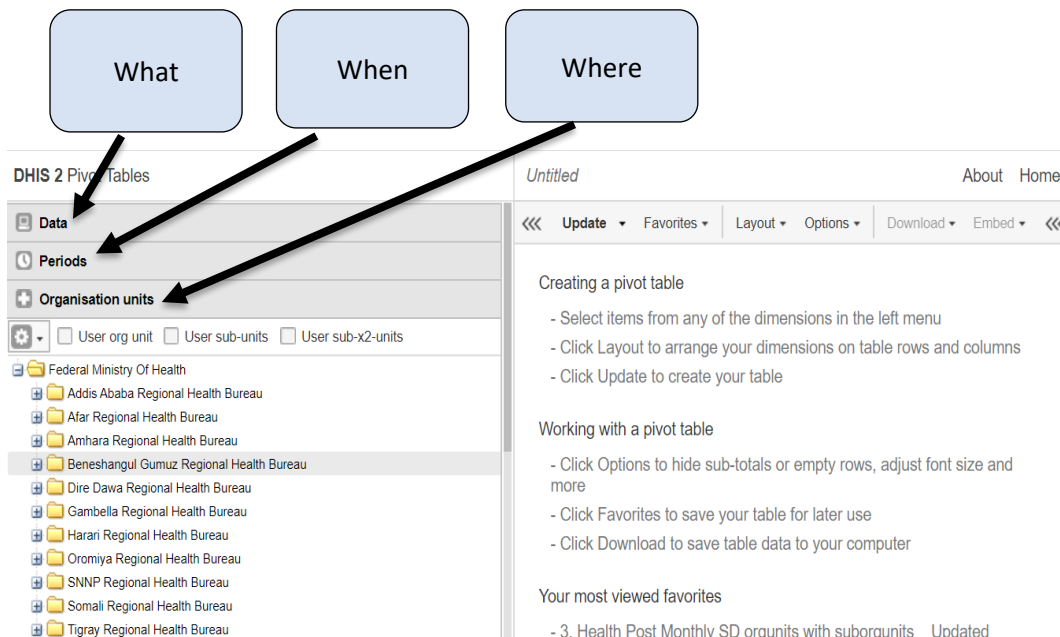 What
When
Where
DHIS 2 Pivot Tables
Data
Periods
Organisation units
User org unit User sub-units User sub-x2-units
Federal Ministry Of Health
Addis Ababa Regional Health Bureau
Afar Regional Health Bureau
Amhara Regional Health Bureau
Beneshangul Gumuz Regional Health Bureau
Dire Dawa Regional Health Bureau
Gambella Regional Health Bureau
Harari Regional Health Bureau
Oromiya Regional Health Bureau
SNNP Regional Health Bureau
Somali Regional Health Bureau
Tigray Regional Health Bureau
Untitled About Home
Update Favorites Layout Options Download Embed
Creating a pivot table
- Select items from any of the dimensions in the left menu
- Click Layout to arrange your dimensions on table rows and columns
- Click Update to create your table
Working with a pivot table
- Click Options to hide sub-totals or empty rows, adjust font size and
more
- Click Favorites to save your table for later use
- Click Download to save table data to your computer
Your most viewed favorites
- 3. Health Post Monthly SD orgunits with suborgunits _ Updated